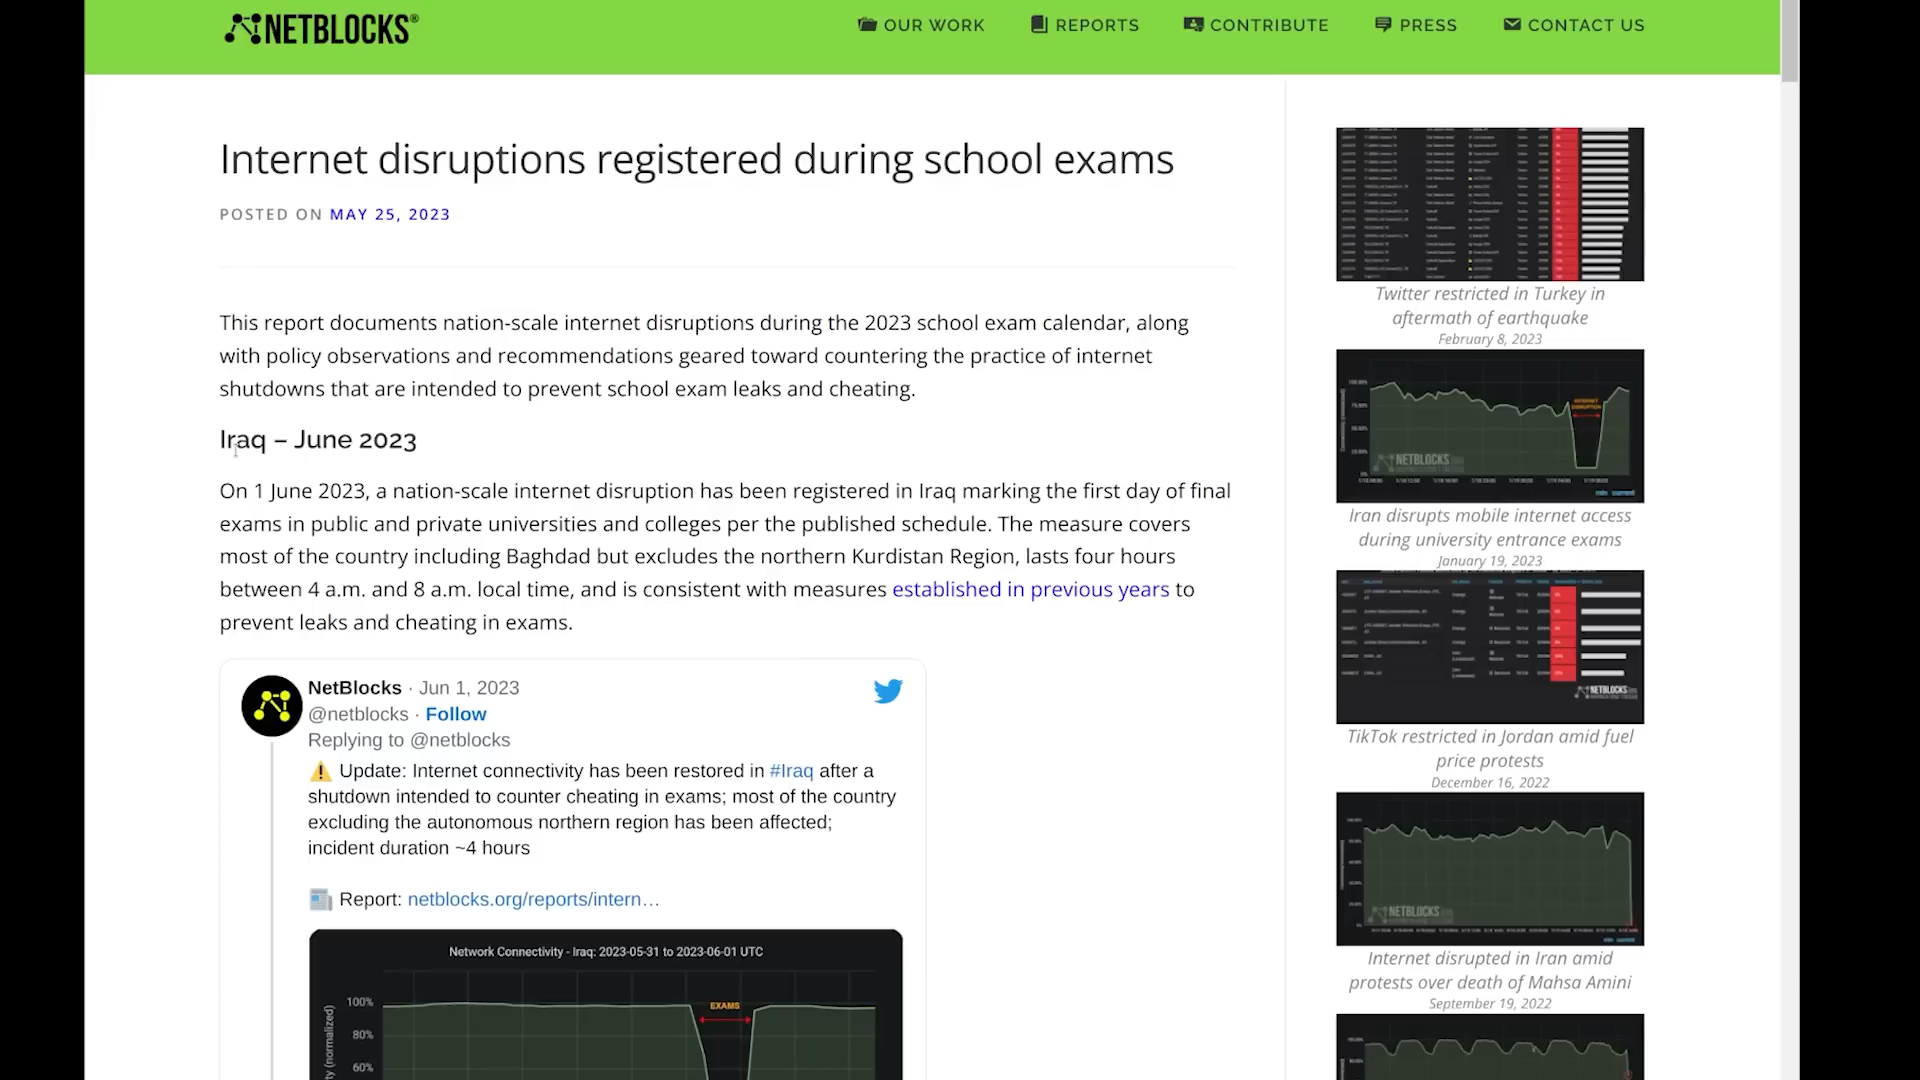 NETBLOCKS®
OUR WORK
REPORTS
CONTRIBUTE
PRESS
CONTACT US
Internet disruptions registered during school exams
POSTED ON MAY 25, 2023
This report documents nation-scale internet disruptions during the 2023 school exam calendar, along
with policy observations and recommendations geared toward countering the practice of internet
shutdowns that are intended to prevent school exam leaks and cheating.
Iraq – June 2023
On 1 June 2023, a nation-scale internet disruption has been registered in Iraq marking the first day of final
exams in public and private universities and colleges per the published schedule. The measure covers
most of the country including Baghdad but excludes the northern Kurdistan Region, lasts four hours
between 4 a.m. and 8 a.m. local time, and is consistent with measures established in previous years to
prevent leaks and cheating in exams.
NetBlocks · Jun 1, 2023
@netblocks · Follow
Replying to @netblocks
⚠️ Update: Internet connectivity has been restored in #Iraq after a
shutdown intended to counter cheating in exams; most of the country
excluding the autonomous northern region has been affected;
incident duration ~4 hours
📰 Report: netblocks.org/reports/intern…
Network Connectivity - Iraq: 2023-05-31 to 2023-06-01 UTC
100%
EXAMS
80%
60%
(normalized)
Twitter restricted in Turkey in
aftermath of earthquake
February 8, 2023
INTERNET
DISRUPTION
NETBLOCKS
Iran disrupts mobile internet access
during university entrance exams
January 19, 2023
NETBLOCKS
TikTok restricted in Jordan amid fuel
price protests
December 16, 2022
NETBLOCKS
Internet disrupted in Iran amid
protests over death of Mahsa Amini
September 19, 2022